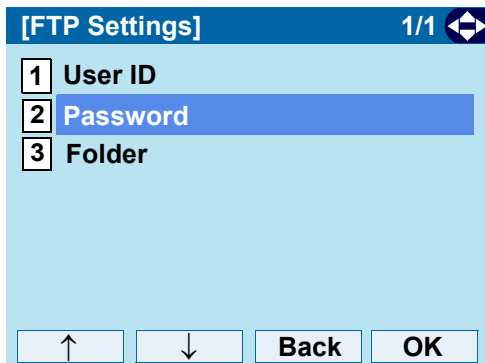 [FTP Settings] 1/1
1 User ID
2 Password
3 Folder
↑ ↓ Back OK